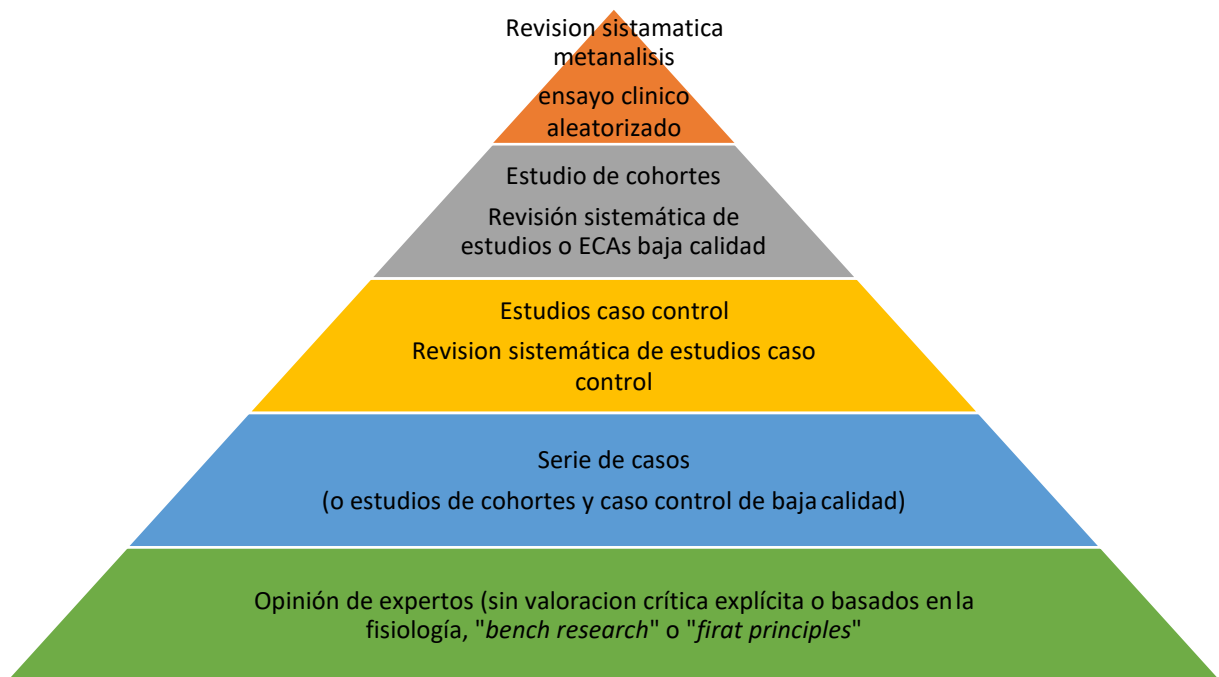 Revision sistamatica
metanalisis
ensayo clinico
aleatorizado
Estudio de cohortes
Revisión sistemática de
estudios o ECAs baja calidad
Estudios caso control
Revision sistemática de estudios caso
control
Serie de casos
(o estudios de cohortes y caso control de baja calidad)
Opinión de expertos (sin valoracion crítica explícita o basados en la
fisiología, "bench research" o "firat principles"